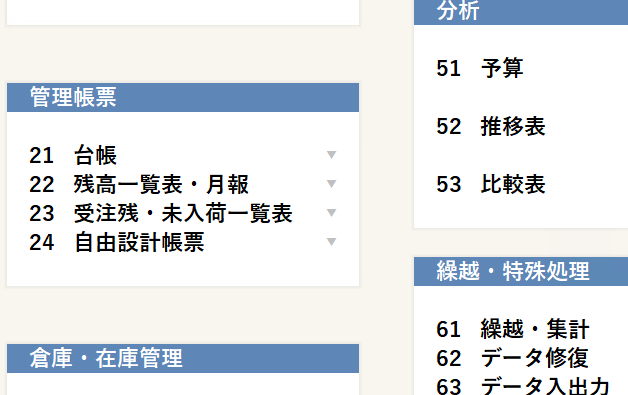 管理帳票
21 台帳
22 残高一覧表・月報
23 受注残・未入荷一覧表
24 自由設計帳票
倉庫・在庫管理
分析
51 予算
52 推移表
53 比較表
繰越・特殊処理
61 繰越・集計
62 データ修復
63 データ入出力